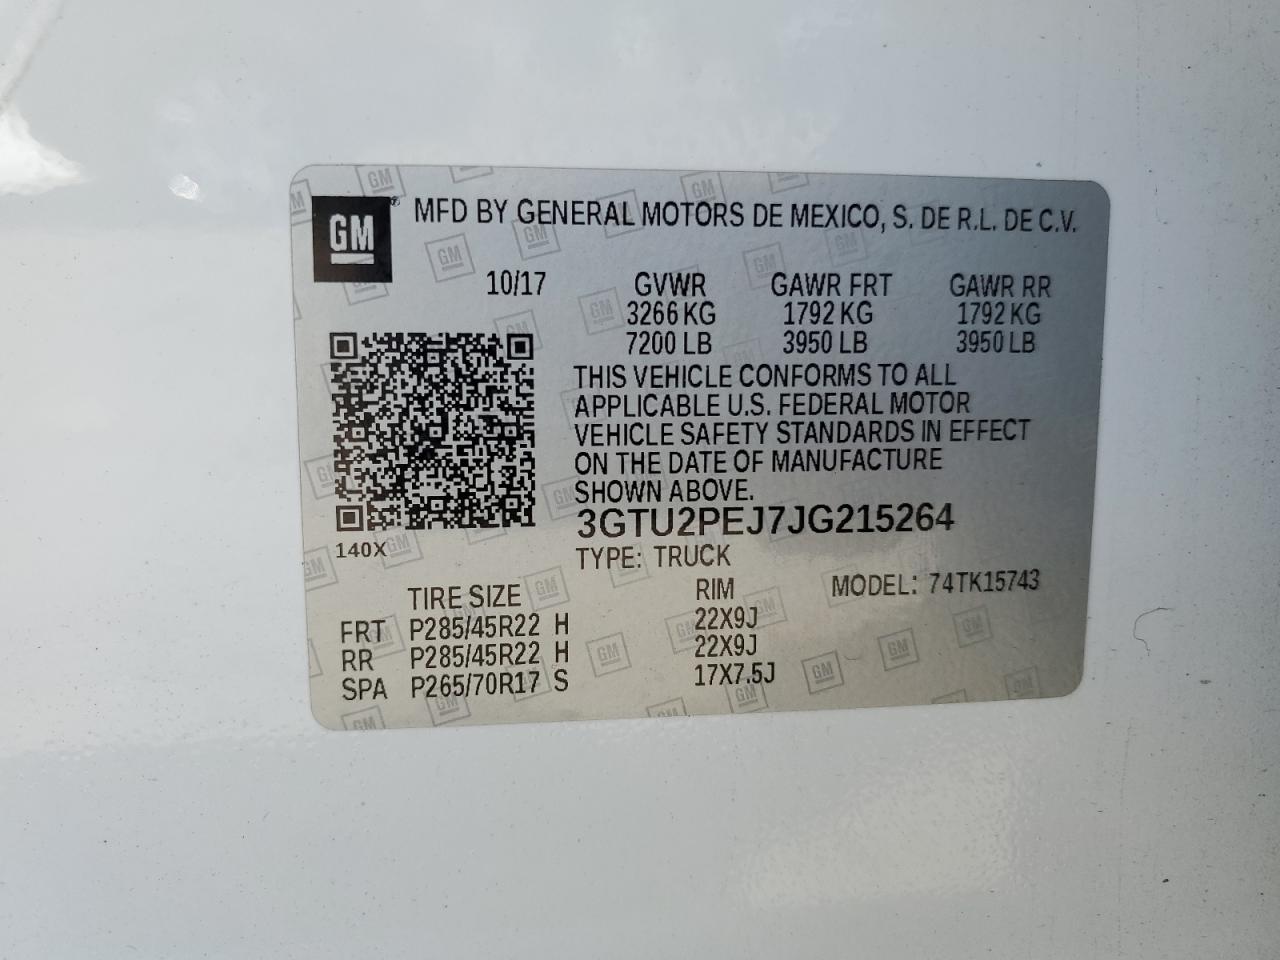 GM MFD BY GENERAL MOTORS DE MEXICO, S. DE R.L. DE C.V.
10/17 GVWR GAWR FRT GAWR RR
3266 KG 1792 KG 1792 KG
7200 LB 3950 LB 3950 LB
THIS VEHICLE CONFORMS TO ALL
APPLICABLE U.S. FEDERAL MOTOR
VEHICLE SAFETY STANDARDS IN EFFECT
ON THE DATE OF MANUFACTURE
SHOWN ABOVE.
3GTU2PEJ7JG215264
140X
TYPE: TRUCK
TIRE SIZE RIM MODEL: 74TK15743
FRT P285/45R22 H 22X9J
RR P285/45R22 H 22X9J
SPA P265/70R17 S 17X7.5J